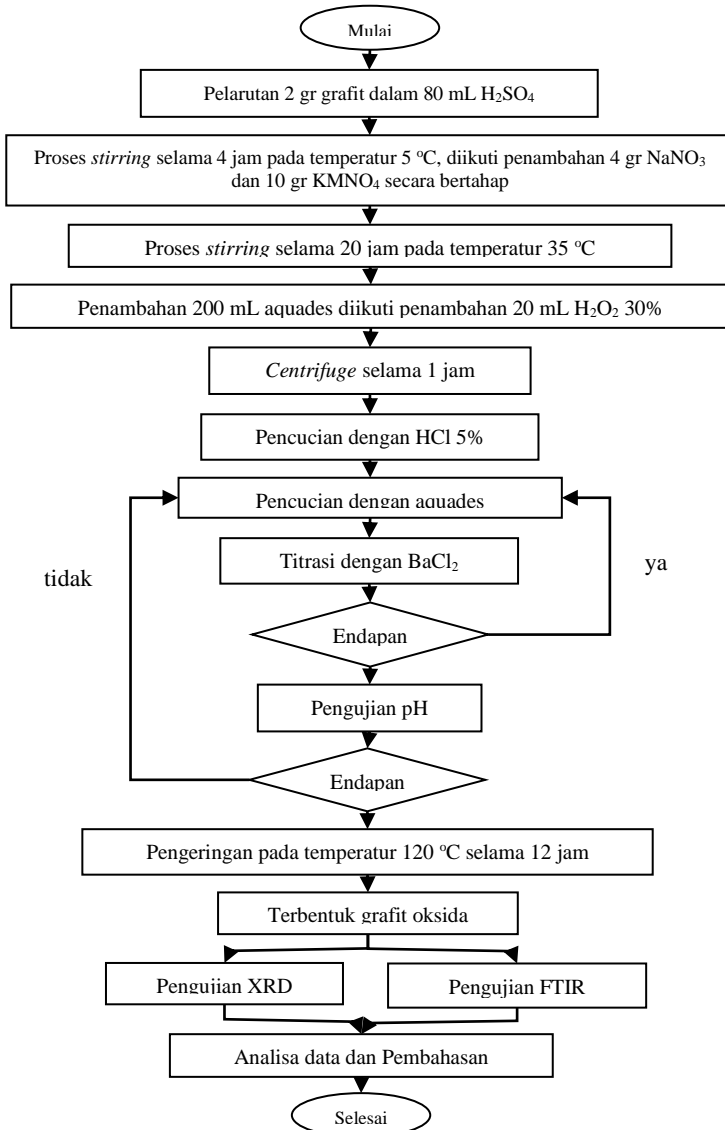 Mulai
Pelarutan 2 gr grafit dalam 80 mL H₂SO₄
Proses stirring selama 4 jam pada temperatur 5 °C, diikuti penambahan 4 gr NaNO₃
dan 10 gr KMNO₄ secara bertahap
Proses stirring selama 20 jam pada temperatur 35 °C
Penambahan 200 mL aquades diikuti penambahan 20 mL H₂O₂ 30%
Centrifuge selama 1 jam
Pencucian dengan HCl 5%
Pencucian dengan aquades
Titrasi dengan BaCl₂
tidak
ya
Endapan
Pengujian pH
Endapan
Pengeringan pada temperatur 120 °C selama 12 jam
Terbentuk grafit oksida
Pengujian XRD
Pengujian FTIR
Analisa data dan Pembahasan
Selesai